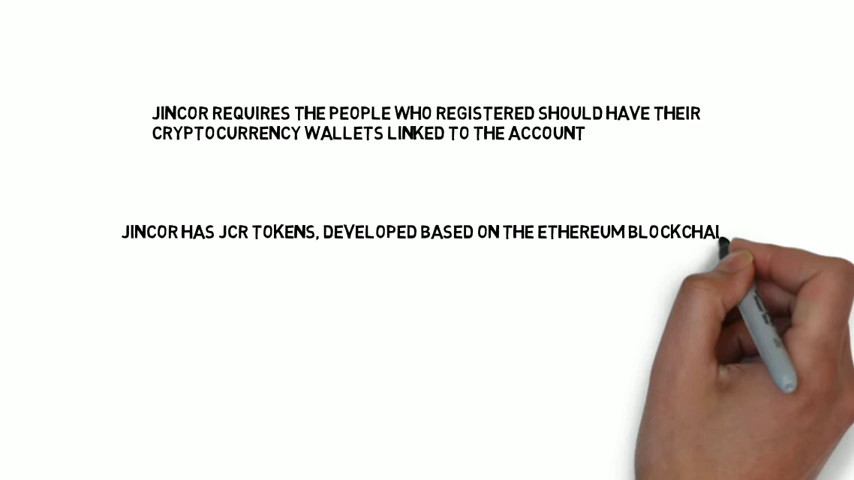 JINCOR REQUIRES THE PEOPLE WHO REGISTERED SHOULD HAVE THEIR
CRYPTOCURRENCY WALLETS LINKED TO THE ACCOUNT
JINCOR HAS JCR TOKENS, DEVELOPED BASED ON THE ETHEREUM BLOCKCHAI